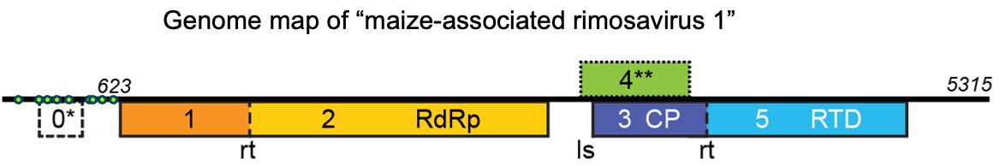 Genome map of “maize-associated rimosavirus 1”
4**
623 5315
0* 1 2 RdRp 3 CP 5 RTD
rt ls rt